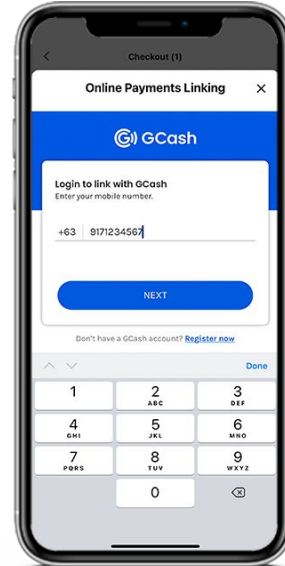 Checkout (1)
Online Payments Linking
GCash
Login to link with GCash
Enter your mobile number.
+63 9171234567
NEXT
Don't have a GCash account? Register now
Done
1 2 3
ABC DEF
4 5 6
GHI JKL MNO
7 8 9
PQRS TUV WXYZ
0